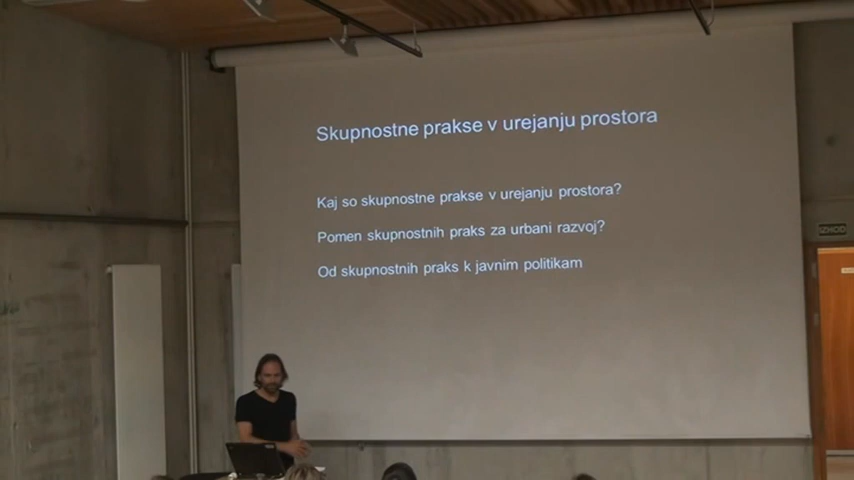 Skupnostne prakse v urejanju prostora
Kaj so skupnostne prakse v urejanju prostora?
Pomen skupnostnih praks za urbani razvoj?
Od skupnostnih praks k javnim politikam
IZHOD